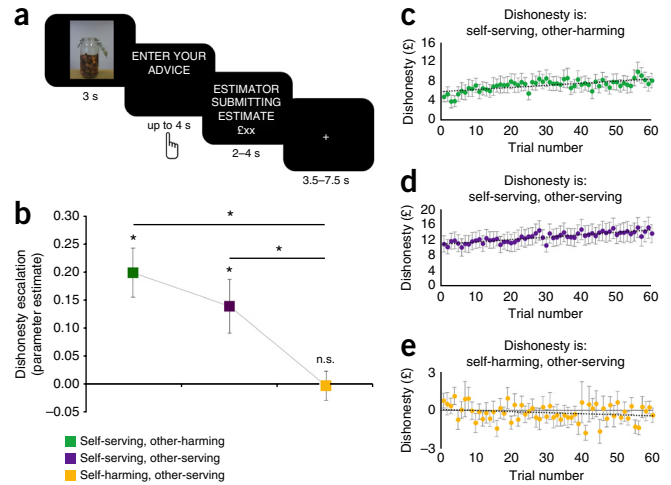 a
ENTER YOUR
ADVICE
ESTIMATOR
SUBMITTING
ESTIMATE
£xx
+
3 s
up to 4 s
2–4 s
3.5–7.5 s
b
Dishonesty escalation
(parameter estimate)
0.30
0.25
0.20
0.15
0.10
0.05
0.00
–0.05
*
*
*
*
n.s.
Self-serving, other-harming
Self-serving, other-serving
Self-harming, other-serving
c
Dishonesty is:
self-serving, other-harming
Dishonesty (£)
16
12
8
4
0
0 10 20 30 40 50 60
Trial number
d
Dishonesty is:
self-serving, other-serving
Dishonesty (£)
20
16
12
8
4
0
0 10 20 30 40 50 60
Trial number
e
Dishonesty is:
self-harming, other-serving
Dishonesty (£)
3
0
–3
0 10 20 30 40 50 60
Trial number